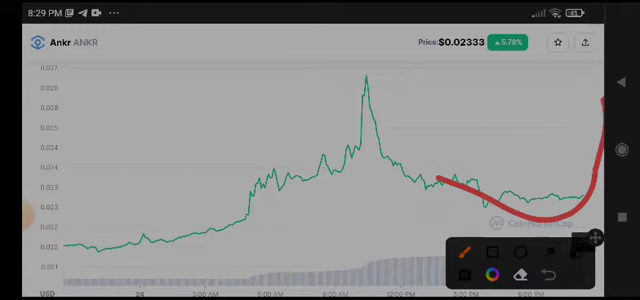 8:29 PM ...
Ankr ANKR
Price:$0.02333 ▲5.78%
0.027
0.026
0.025
0.024
0.023
0.022
0.021
CoinMarketCap
USD
24
3:00 AM
6:00 AM
9:00 AM
12:00 PM
3:00 PM
6:00 PM